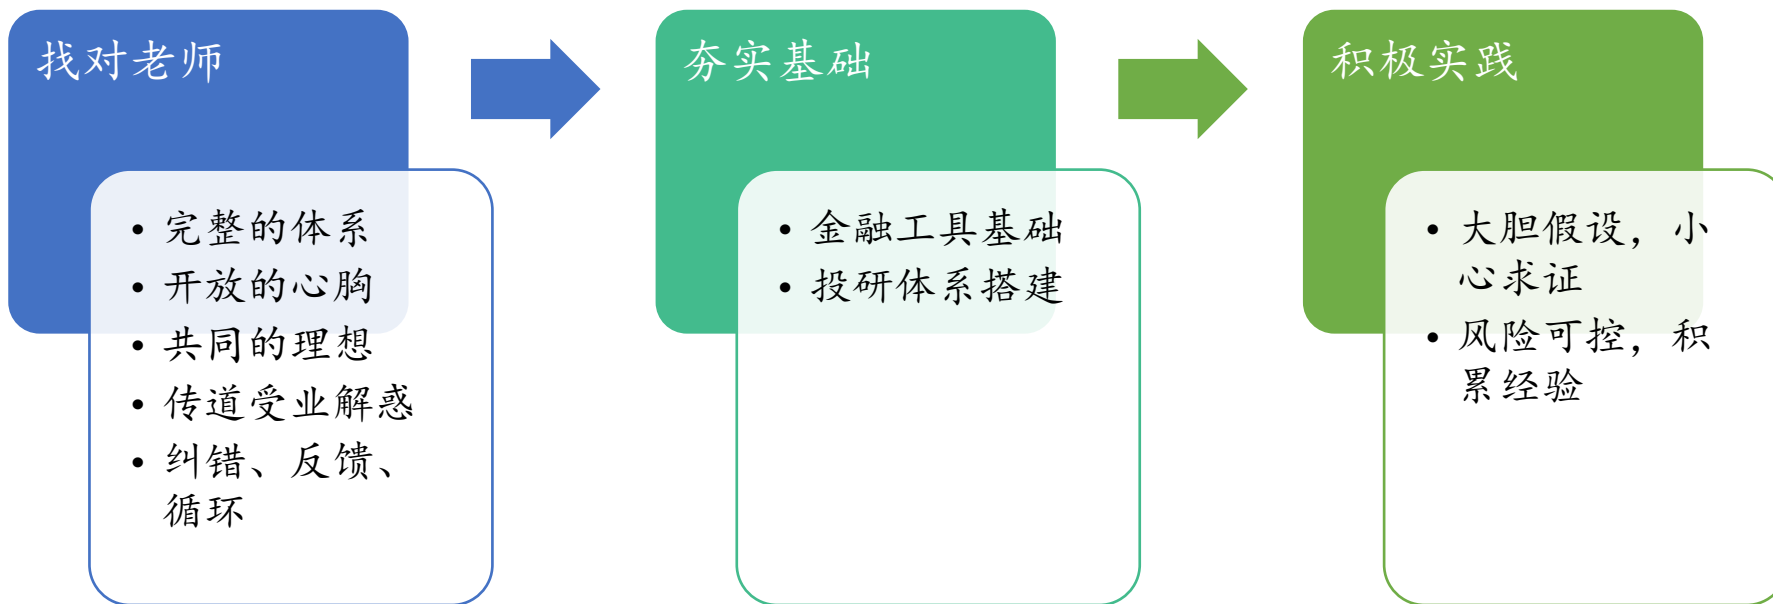 找对老师
• 完整的体系
• 开放的心胸
• 共同的理想
• 传道受业解惑
• 纠错、反馈、
循环
夯实基础
• 金融工具基础
• 投研体系搭建
积极实践
• 大胆假设，小
心求证
• 风险可控，积
累经验